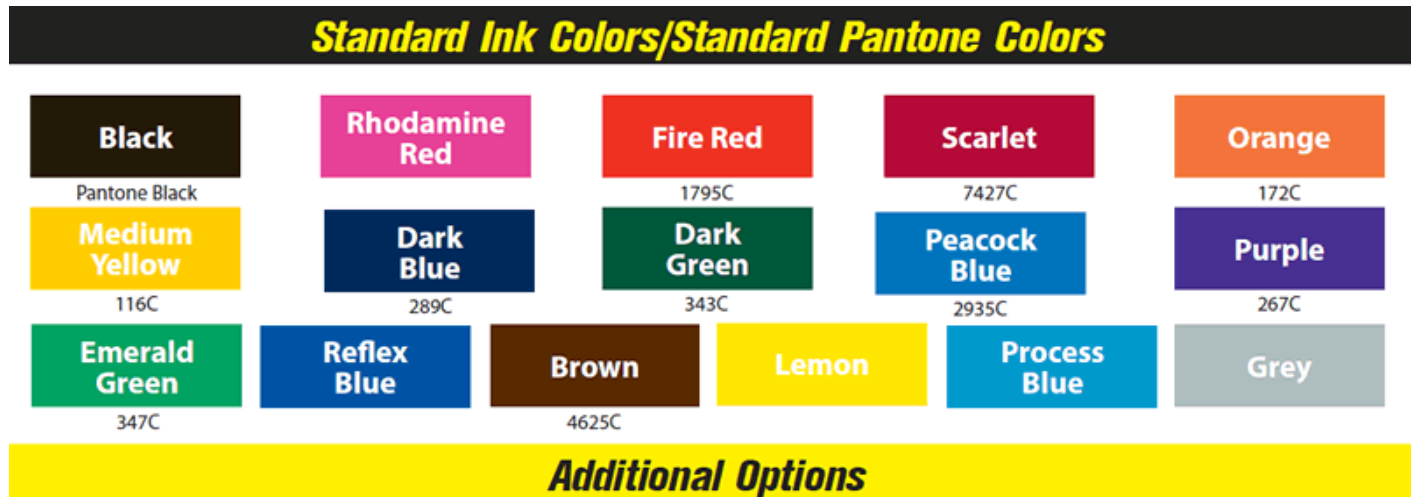 Standard Ink Colors/Standard Pantone Colors
Black
Rhodamine
Red
Fire Red
Scarlet
Orange
Pantone Black
1795C
7427C
172C
Medium
Yellow
Dark
Blue
Dark
Green
Peacock
Blue
Purple
116C
289C
343C
2935C
267C
Emerald
Green
Reflex
Blue
Brown
Lemon
Process
Blue
Grey
347C
4625C
Additional Options